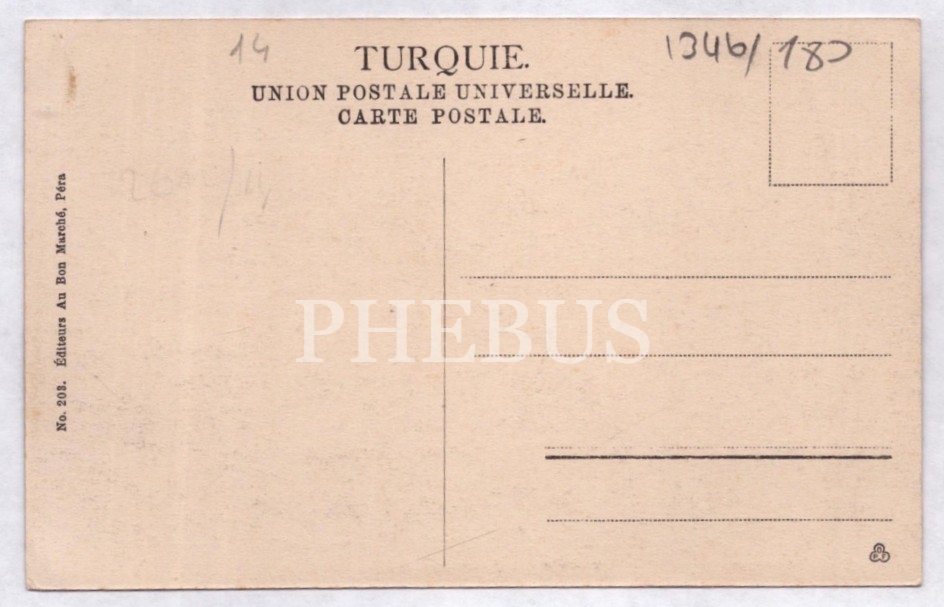 14
1346/180
TURQUIE.
UNION POSTALE UNIVERSELLE.
CARTE POSTALE.
No. 203. Éditeurs Au Bon Marché, Péra
PHEBUS